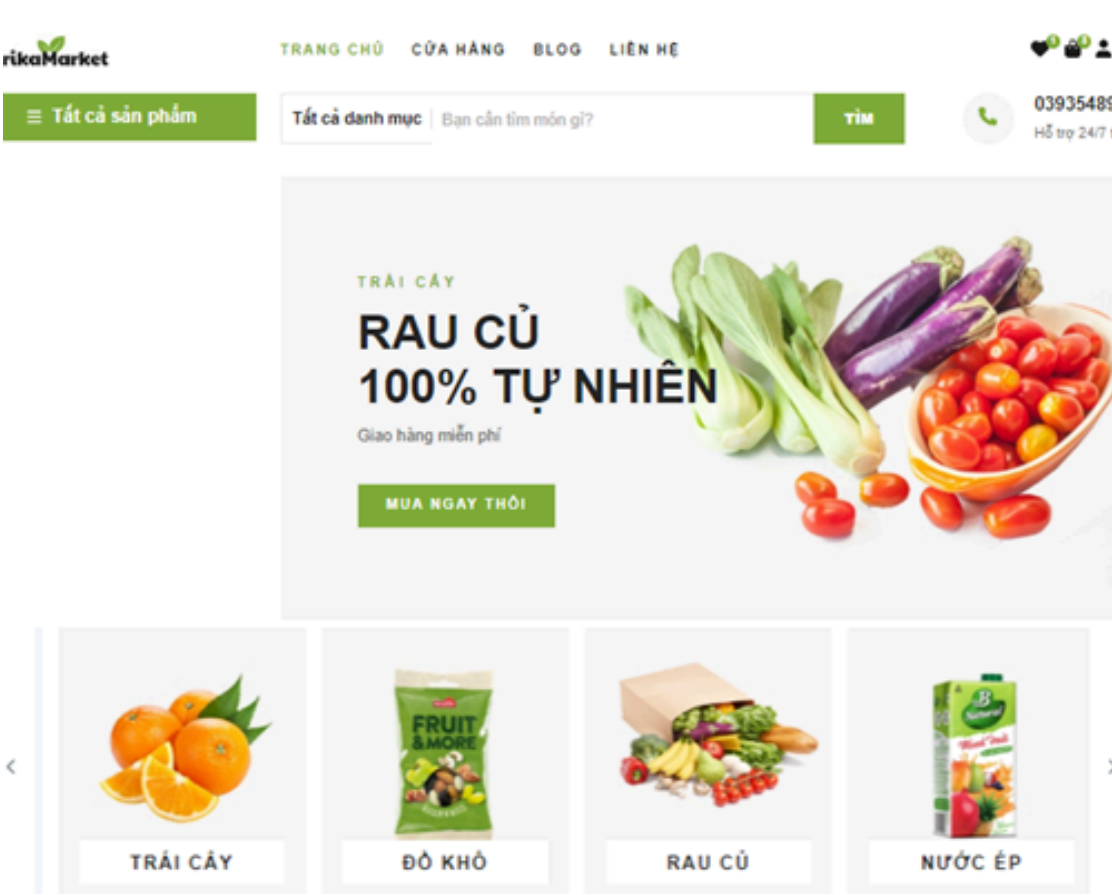 rikaMarket
TRANG CHỦ CỬA HÀNG BLOG LIÊN HỆ
☰ Tất cả sản phẩm
Tất cả danh mục Bạn cần tìm món gì?
TÌM
03935489
Hỗ trợ 24/7
TRÁI CÂY
RAU CỦ
100% TỰ NHIÊN
Giao hàng miễn phí
MUA NGAY THÔI
FRUIT
& MORE
B
Natural
TRÁI CÂY
ĐỒ KHÔ
RAU CỦ
NƯỚC ÉP